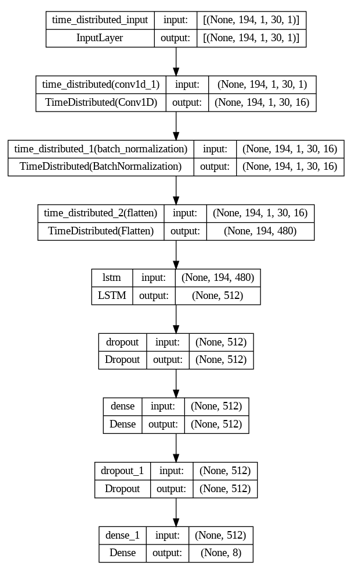 time_distributed_input input: [(None, 194, 1, 30, 1)]
InputLayer output: [(None, 194, 1, 30, 1)]
time_distributed(conv1d_1) input: (None, 194, 1, 30, 1)
TimeDistributed(Conv1D) output: (None, 194, 1, 30, 16)
time_distributed_1(batch_normalization) input: (None, 194, 1, 30, 16)
TimeDistributed(BatchNormalization) output: (None, 194, 1, 30, 16)
time_distributed_2(flatten) input: (None, 194, 1, 30, 16)
TimeDistributed(Flatten) output: (None, 194, 480)
lstm input: (None, 194, 480)
LSTM output: (None, 512)
dropout input: (None, 512)
Dropout output: (None, 512)
dense input: (None, 512)
Dense output: (None, 512)
dropout_1 input: (None, 512)
Dropout output: (None, 512)
dense_1 input: (None, 512)
Dense output: (None, 8)